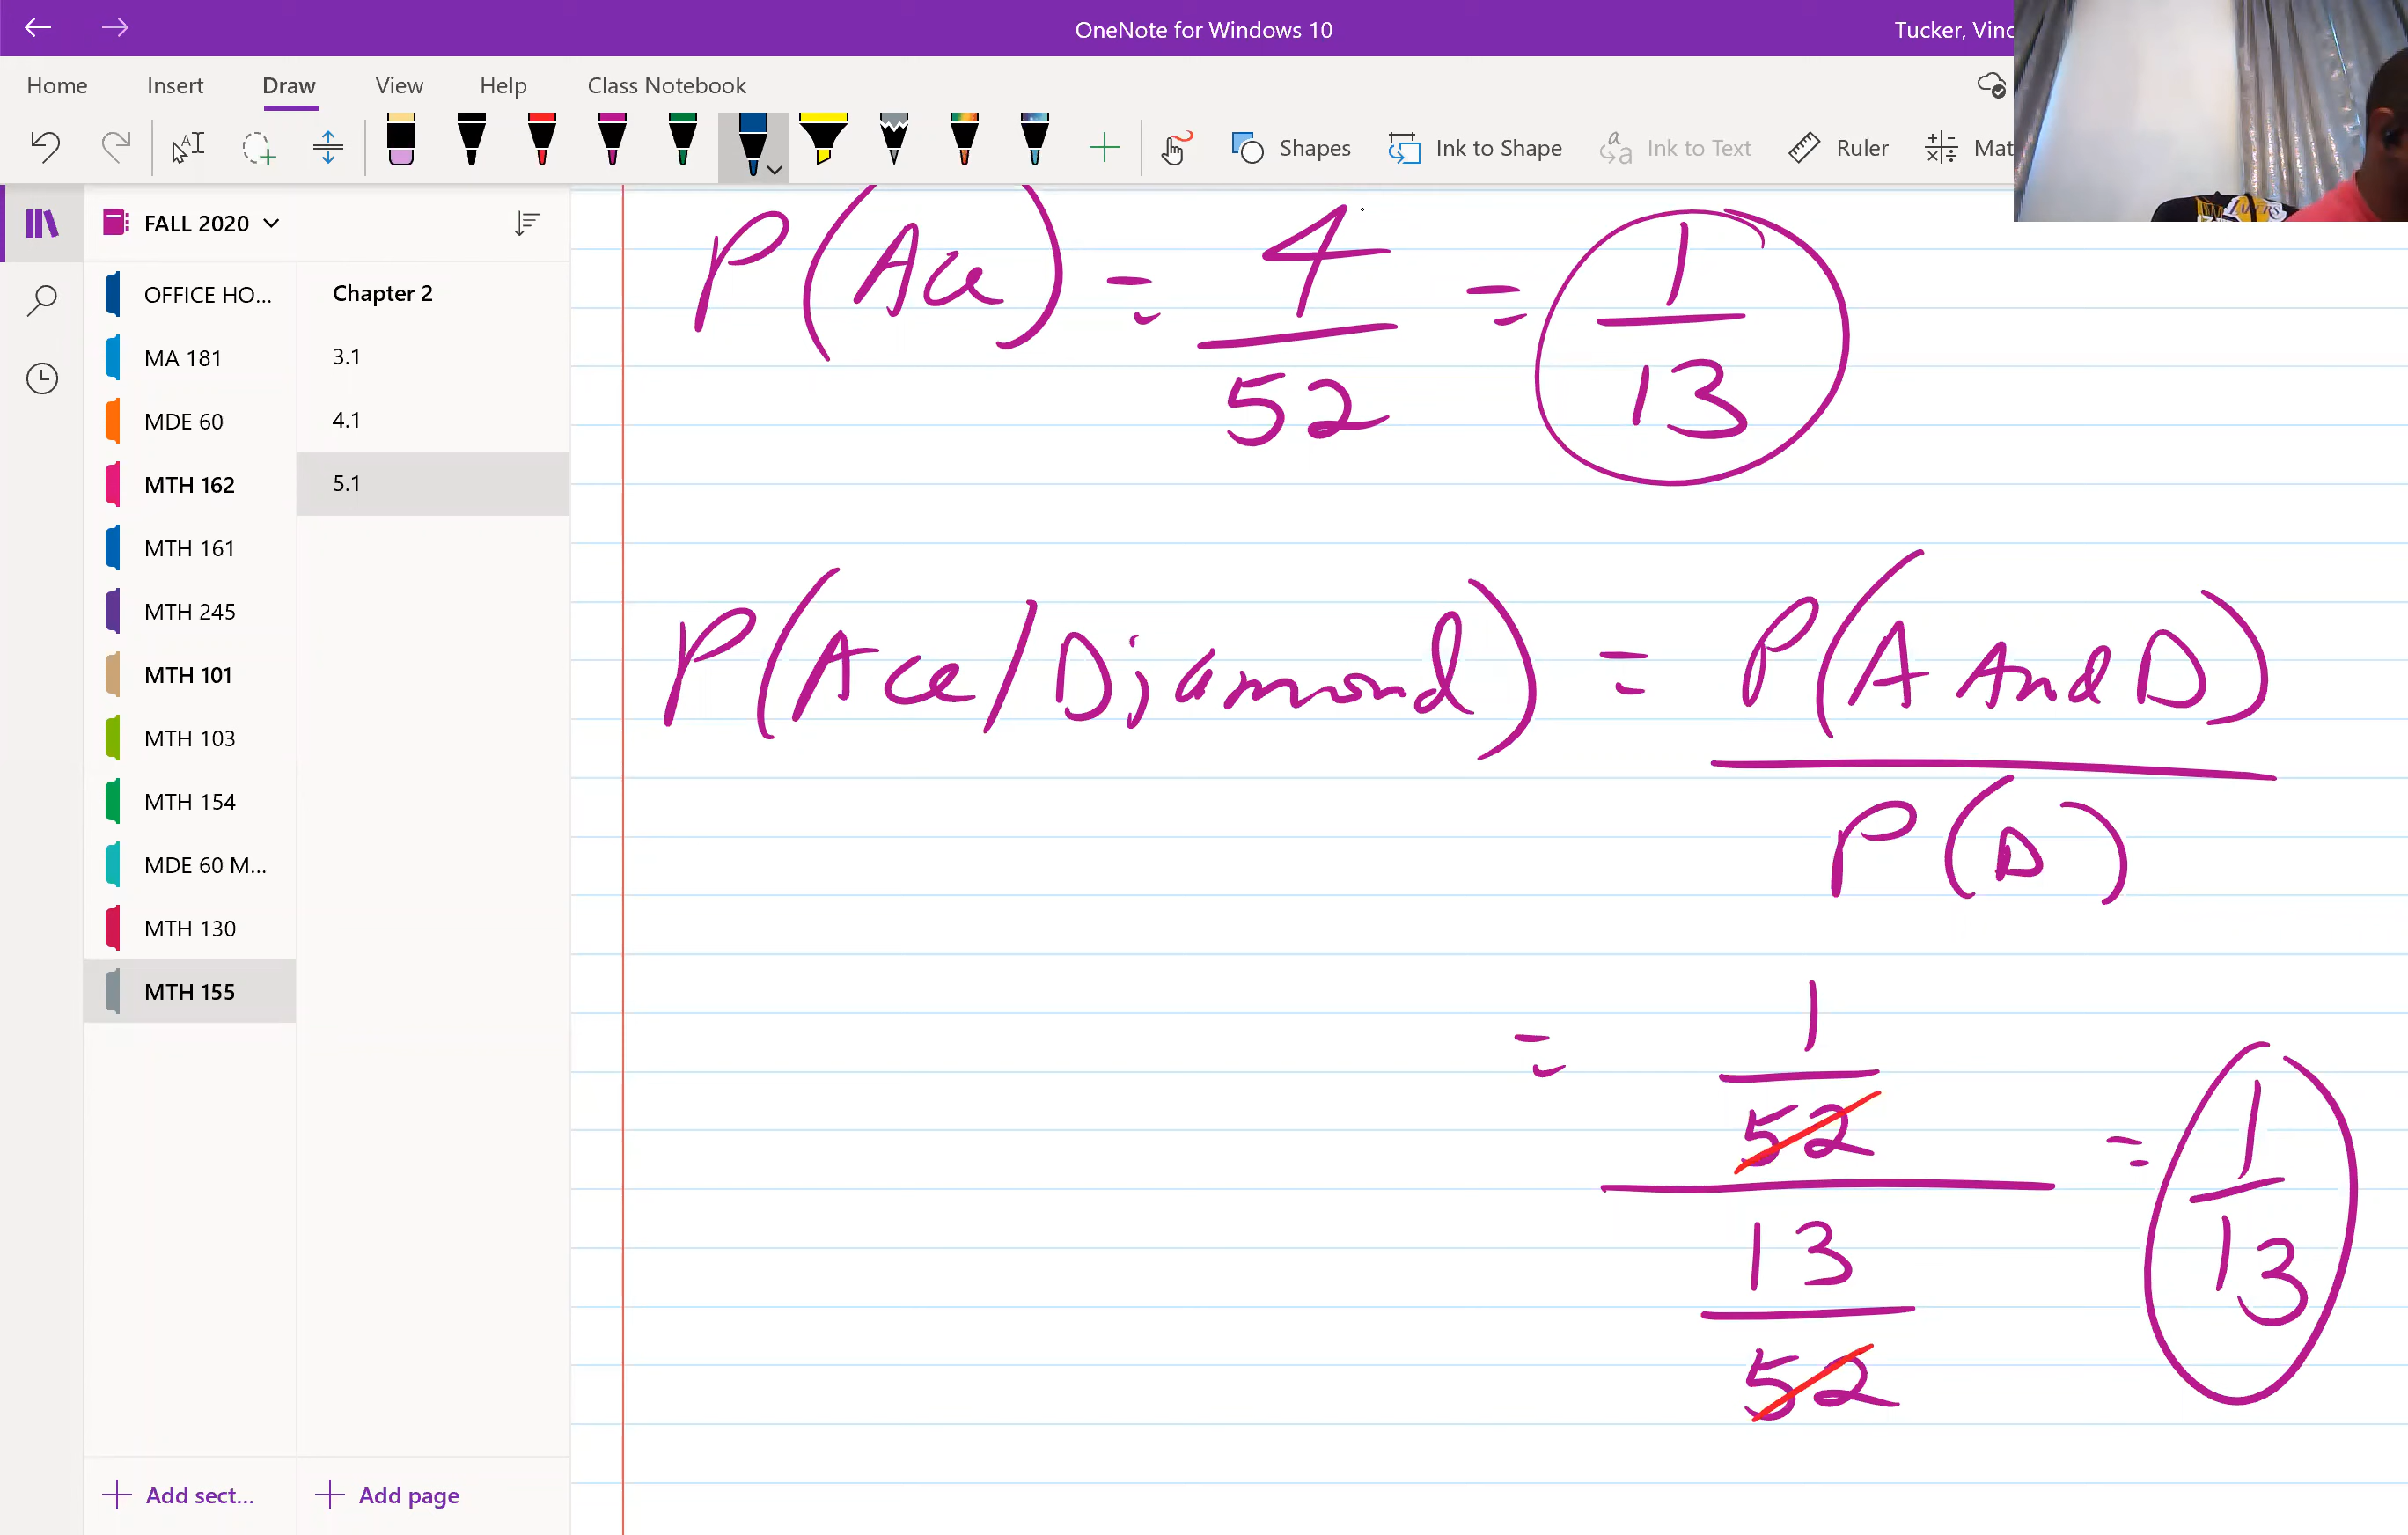 OneNote for Windows 10
Tucker, Vinc
Home Insert Draw View Help Class Notebook
Shapes Ink to Shape Ink to Text Ruler Mat
FALL 2020
OFFICE HO...
MA 181
MDE 60
MTH 162
MTH 161
MTH 245
MTH 101
MTH 103
MTH 154
MDE 60 M...
MTH 130
MTH 155
Add sect...
Chapter 2
3.1
4.1
5.1
Add page
P(Ace) = 4/52 = 1/13
P(Ace/Diamond) = P(A And D)/P(D)
= (1/52)/(13/52) = 1/13
LAKERS